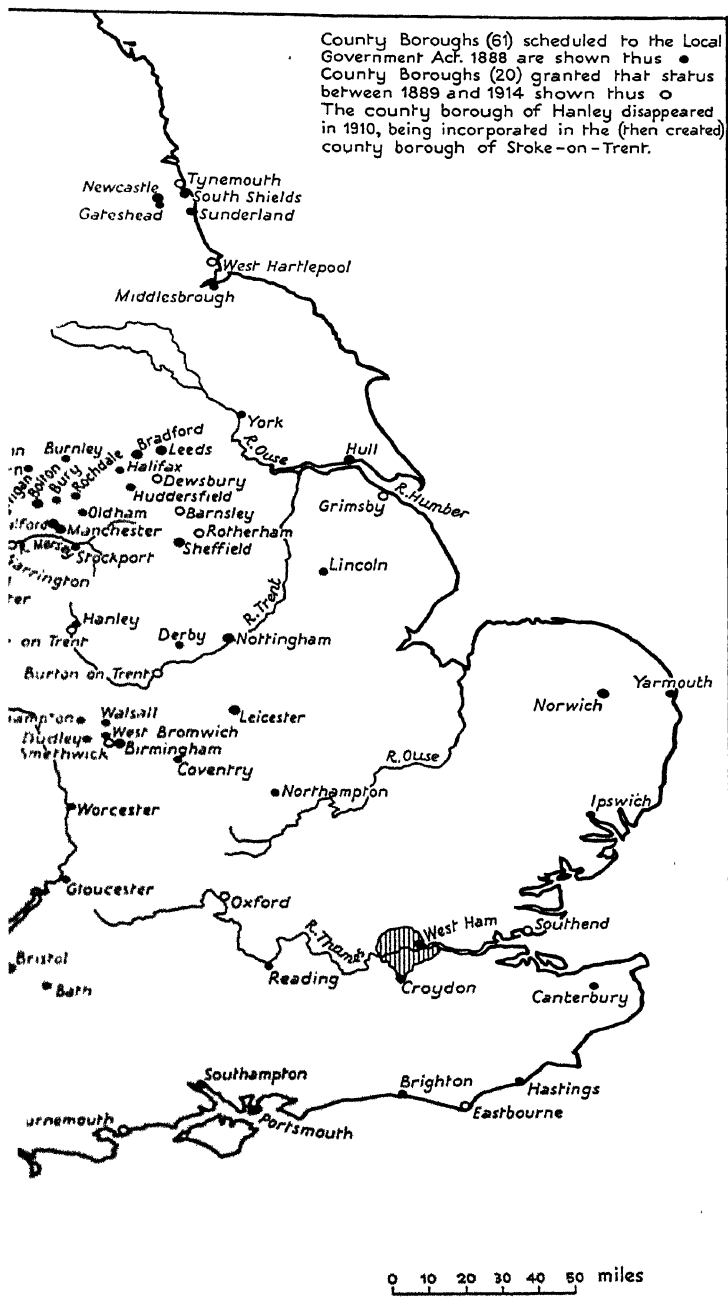 County Boroughs (61) scheduled to the Local
Government Act. 1888 are shown thus ●
County Boroughs (20) granted that status
between 1889 and 1914 shown thus o
The county borough of Hanley disappeared
in 1910, being incorporated in the (then created)
county borough of Stoke-on-Trent.
Tynemouth
Newcastle
South Shields
Gateshead
Sunderland
West Hartlepool
Middlesbrough
York
Bradford
R. Ouse
Hull
Leeds
Burnley
Rochdale
Halifax
Bolton
Bury
Dewsbury
Huddersfield
R. Humber
Grimsby
Oldham
Barnsley
alford
Manchester
Rotherham
R. Mersey
Stockport
Sheffield
arrington
Lincoln
ter
R. Trent
Hanley
on Trent
Derby
Nottingham
Burton on Trent
Yarmouth
Norwich
hampton
Walsall
Leicester
Dudley
West Bromwich
Smethwick
Birmingham
R. Ouse
Coventry
Northampton
Ipswich
Worcester
Gloucester
Oxford
West Ham
Southend
R. Thames
Bristol
Reading
Croydon
Bath
Canterbury
Southampton
Brighton
Hastings
Eastbourne
urnemouth
Portsmouth
0 10 20 30 40 50 miles